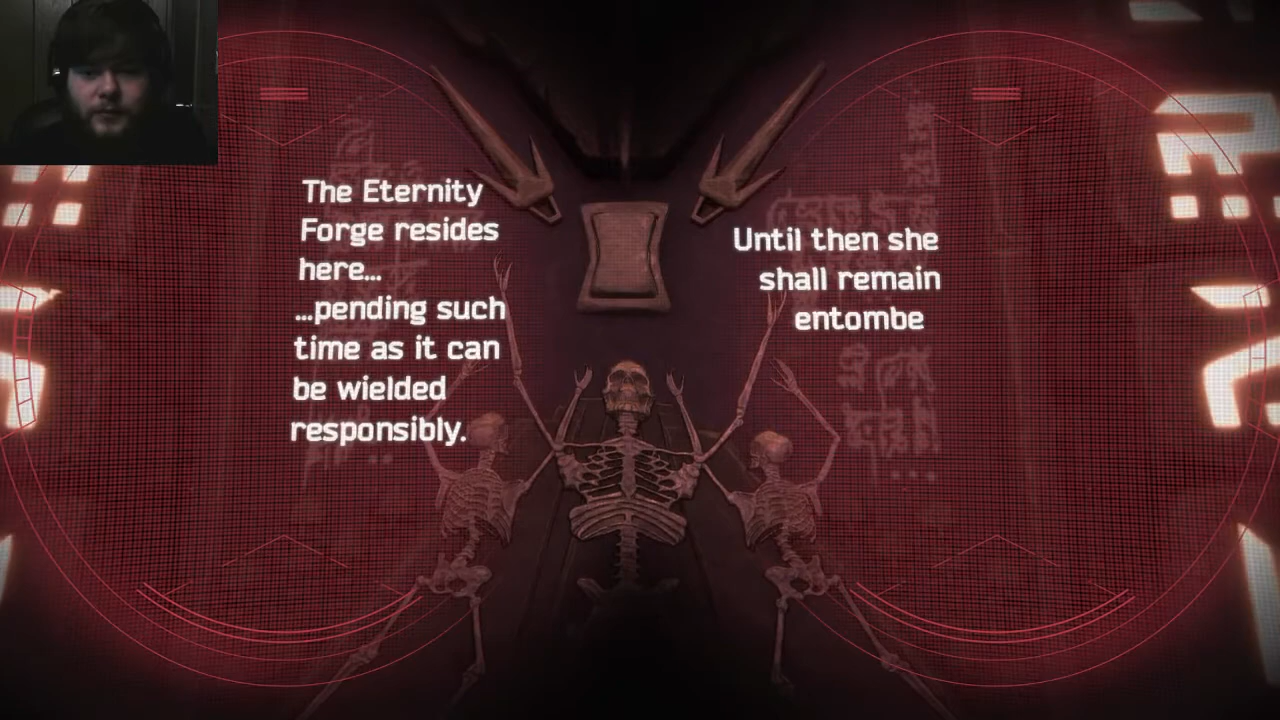 The Eternity
Forge resides
here...
...pending such
time as it can
be wielded
responsibly.
Until then she
shall remain
entombe